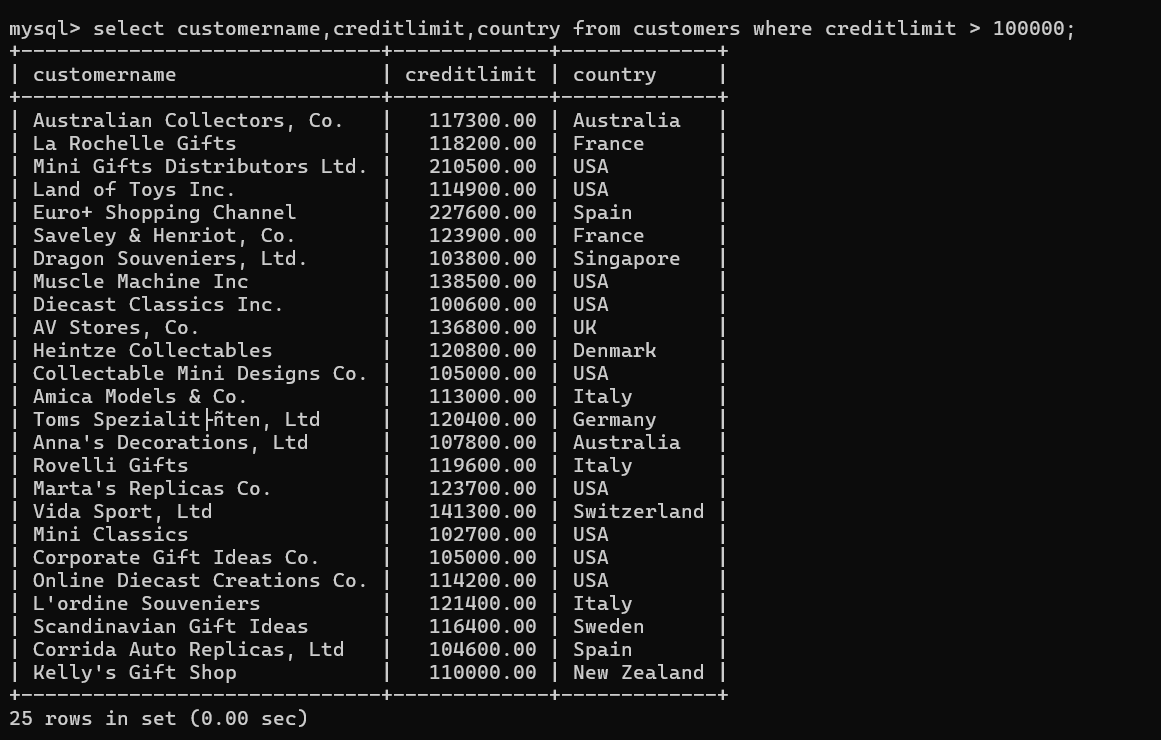 mysql> select customername,creditlimit,country from customers where creditlimit > 100000;
+------------------------------+-------------+-------------+
| customername                 | creditlimit | country     |
+------------------------------+-------------+-------------+
| Australian Collectors, Co.   |   117300.00 | Australia   |
| La Rochelle Gifts            |   118200.00 | France      |
| Mini Gifts Distributors Ltd. |   210500.00 | USA         |
| Land of Toys Inc.            |   114900.00 | USA         |
| Euro+ Shopping Channel       |   227600.00 | Spain       |
| Saveley & Henriot, Co.       |   123900.00 | France      |
| Dragon Souveniers, Ltd.      |   103800.00 | Singapore   |
| Muscle Machine Inc           |   138500.00 | USA         |
| Diecast Classics Inc.        |   100600.00 | USA         |
| AV Stores, Co.               |   136800.00 | UK          |
| Heintze Collectables         |   120800.00 | Denmark     |
| Collectable Mini Designs Co. |   105000.00 | USA         |
| Amica Models & Co.           |   113000.00 | Italy       |
| Toms Spezialit├ñten, Ltd     |   120400.00 | Germany     |
| Anna's Decorations, Ltd      |   107800.00 | Australia   |
| Rovelli Gifts                |   119600.00 | Italy       |
| Marta's Replicas Co.         |   123700.00 | USA         |
| Vida Sport, Ltd              |   141300.00 | Switzerland |
| Mini Classics                |   102700.00 | USA         |
| Corporate Gift Ideas Co.     |   105000.00 | USA         |
| Online Diecast Creations Co. |   114200.00 | USA         |
| L'ordine Souveniers          |   121400.00 | Italy       |
| Scandinavian Gift Ideas      |   116400.00 | Sweden      |
| Corrida Auto Replicas, Ltd   |   104600.00 | Spain       |
| Kelly's Gift Shop            |   110000.00 | New Zealand |
+------------------------------+-------------+-------------+
25 rows in set (0.00 sec)